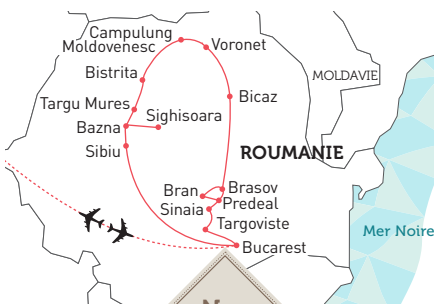 Campulung
Moldovenesc
Voronet
Bistrita
MOLDAVIE
Targu Mures
Bicaz
Sighisoara
Bazna
Sibiu
ROUMANIE
Bran
Brasov
Sinaia
Predeal
Targoviste
Mer Noire
Bucarest